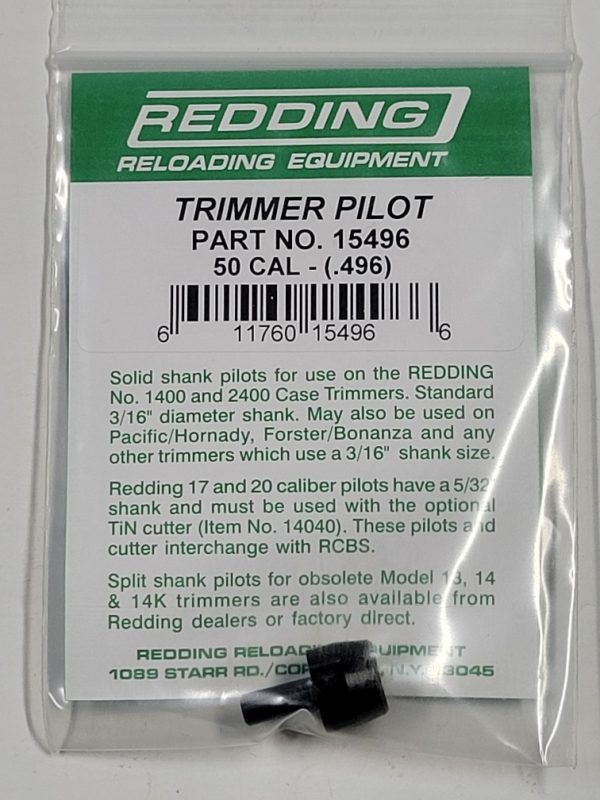 REDDING
RELOADING EQUIPMENT
TRIMMER PILOT
PART NO. 15496
50 CAL - (.496)
6 11760 15496 6
Solid shank pilots for use on the REDDING
No. 1400 and 2400 Case Trimmers. Standard
3/16" diameter shank. May also be used on
Pacific/Hornady, Forster/Bonanza and any
other trimmers which use a 3/16" shank size.
Redding 17 and 20 caliber pilots have a 5/32"
shank and must be used with the optional
TiN cutter (Item No. 14040). These pilots and
cutter interchange with RCBS.
Split shank pilots for obsolete Model 13, 14
& 14K trimmers are also available from
Redding dealers or factory direct.
REDDING RELOADING EQUIPMENT
1089 STARR RD./ N.Y.